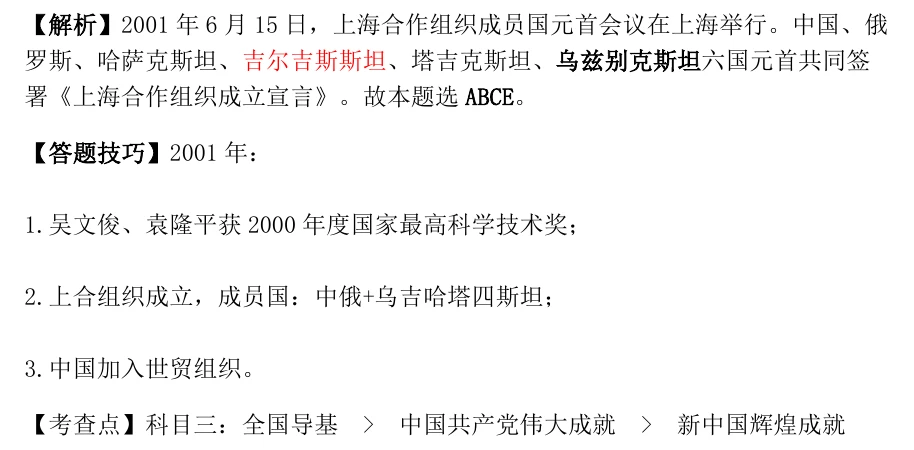 【解析】2001 年 6 月 15 日，上海合作组织成员国元首会议在上海举行。中国、俄
罗斯、哈萨克斯坦、吉尔吉斯斯坦、塔吉克斯坦、乌兹别克斯坦六国元首共同签
署《上海合作组织成立宣言》。故本题选 ABCE。
【答题技巧】2001 年：
1.吴文俊、袁隆平获 2000 年度国家最高科学技术奖；
2.上合组织成立，成员国：中俄+乌吉哈塔四斯坦；
3.中国加入世贸组织。
【考查点】科目三：全国导基 > 中国共产党伟大成就 > 新中国辉煌成就